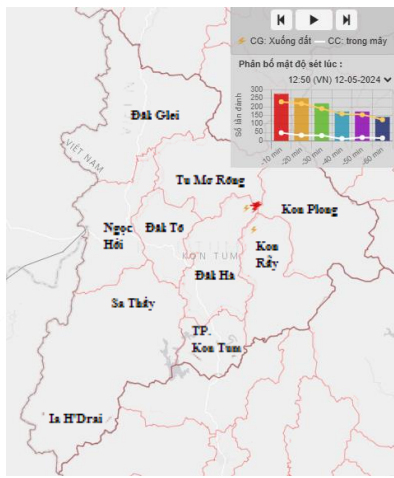 CG: Xuống đất CC: trong mây
Phân bố mật độ sét lúc :
12:50 (VN) 12-05-2024
Số lần đánh
300
250
200
150
100
50
0
-10 min
-20 min
-30 min
-40 min
-50 min
-60 min
Đăk Glei
VIỆT NAM
Tu Mơ Rông
Kon Plong
Ngọc
Hồi
Đăk Tô
Kon
Rẫy
KON TUM
Đăk Hà
Sa Thầy
TP.
Kon Tum
Ia H'Drai